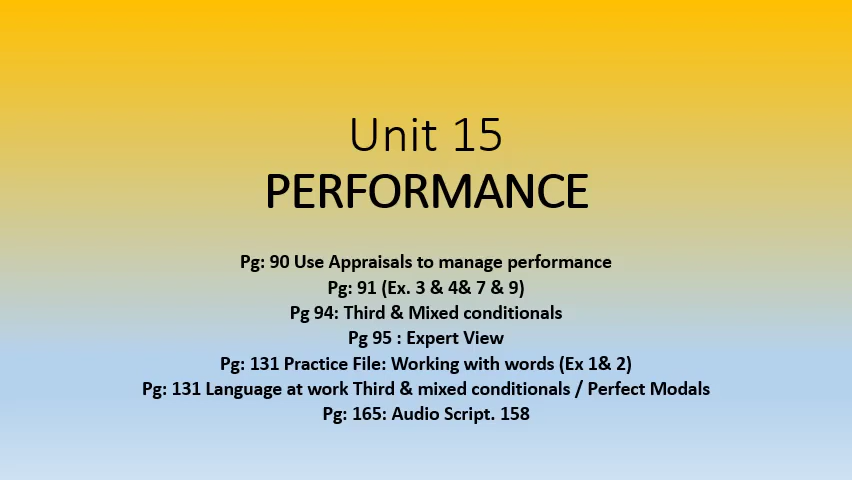 Unit 15
PERFORMANCE
Pg: 90 Use Appraisals to manage performance
Pg: 91 (Ex. 3 & 4& 7 & 9)
Pg 94: Third & Mixed conditionals
Pg 95 : Expert View
Pg: 131 Practice File: Working with words (Ex 1& 2)
Pg: 131 Language at work Third & mixed conditionals / Perfect Modals
Pg: 165: Audio Script. 158